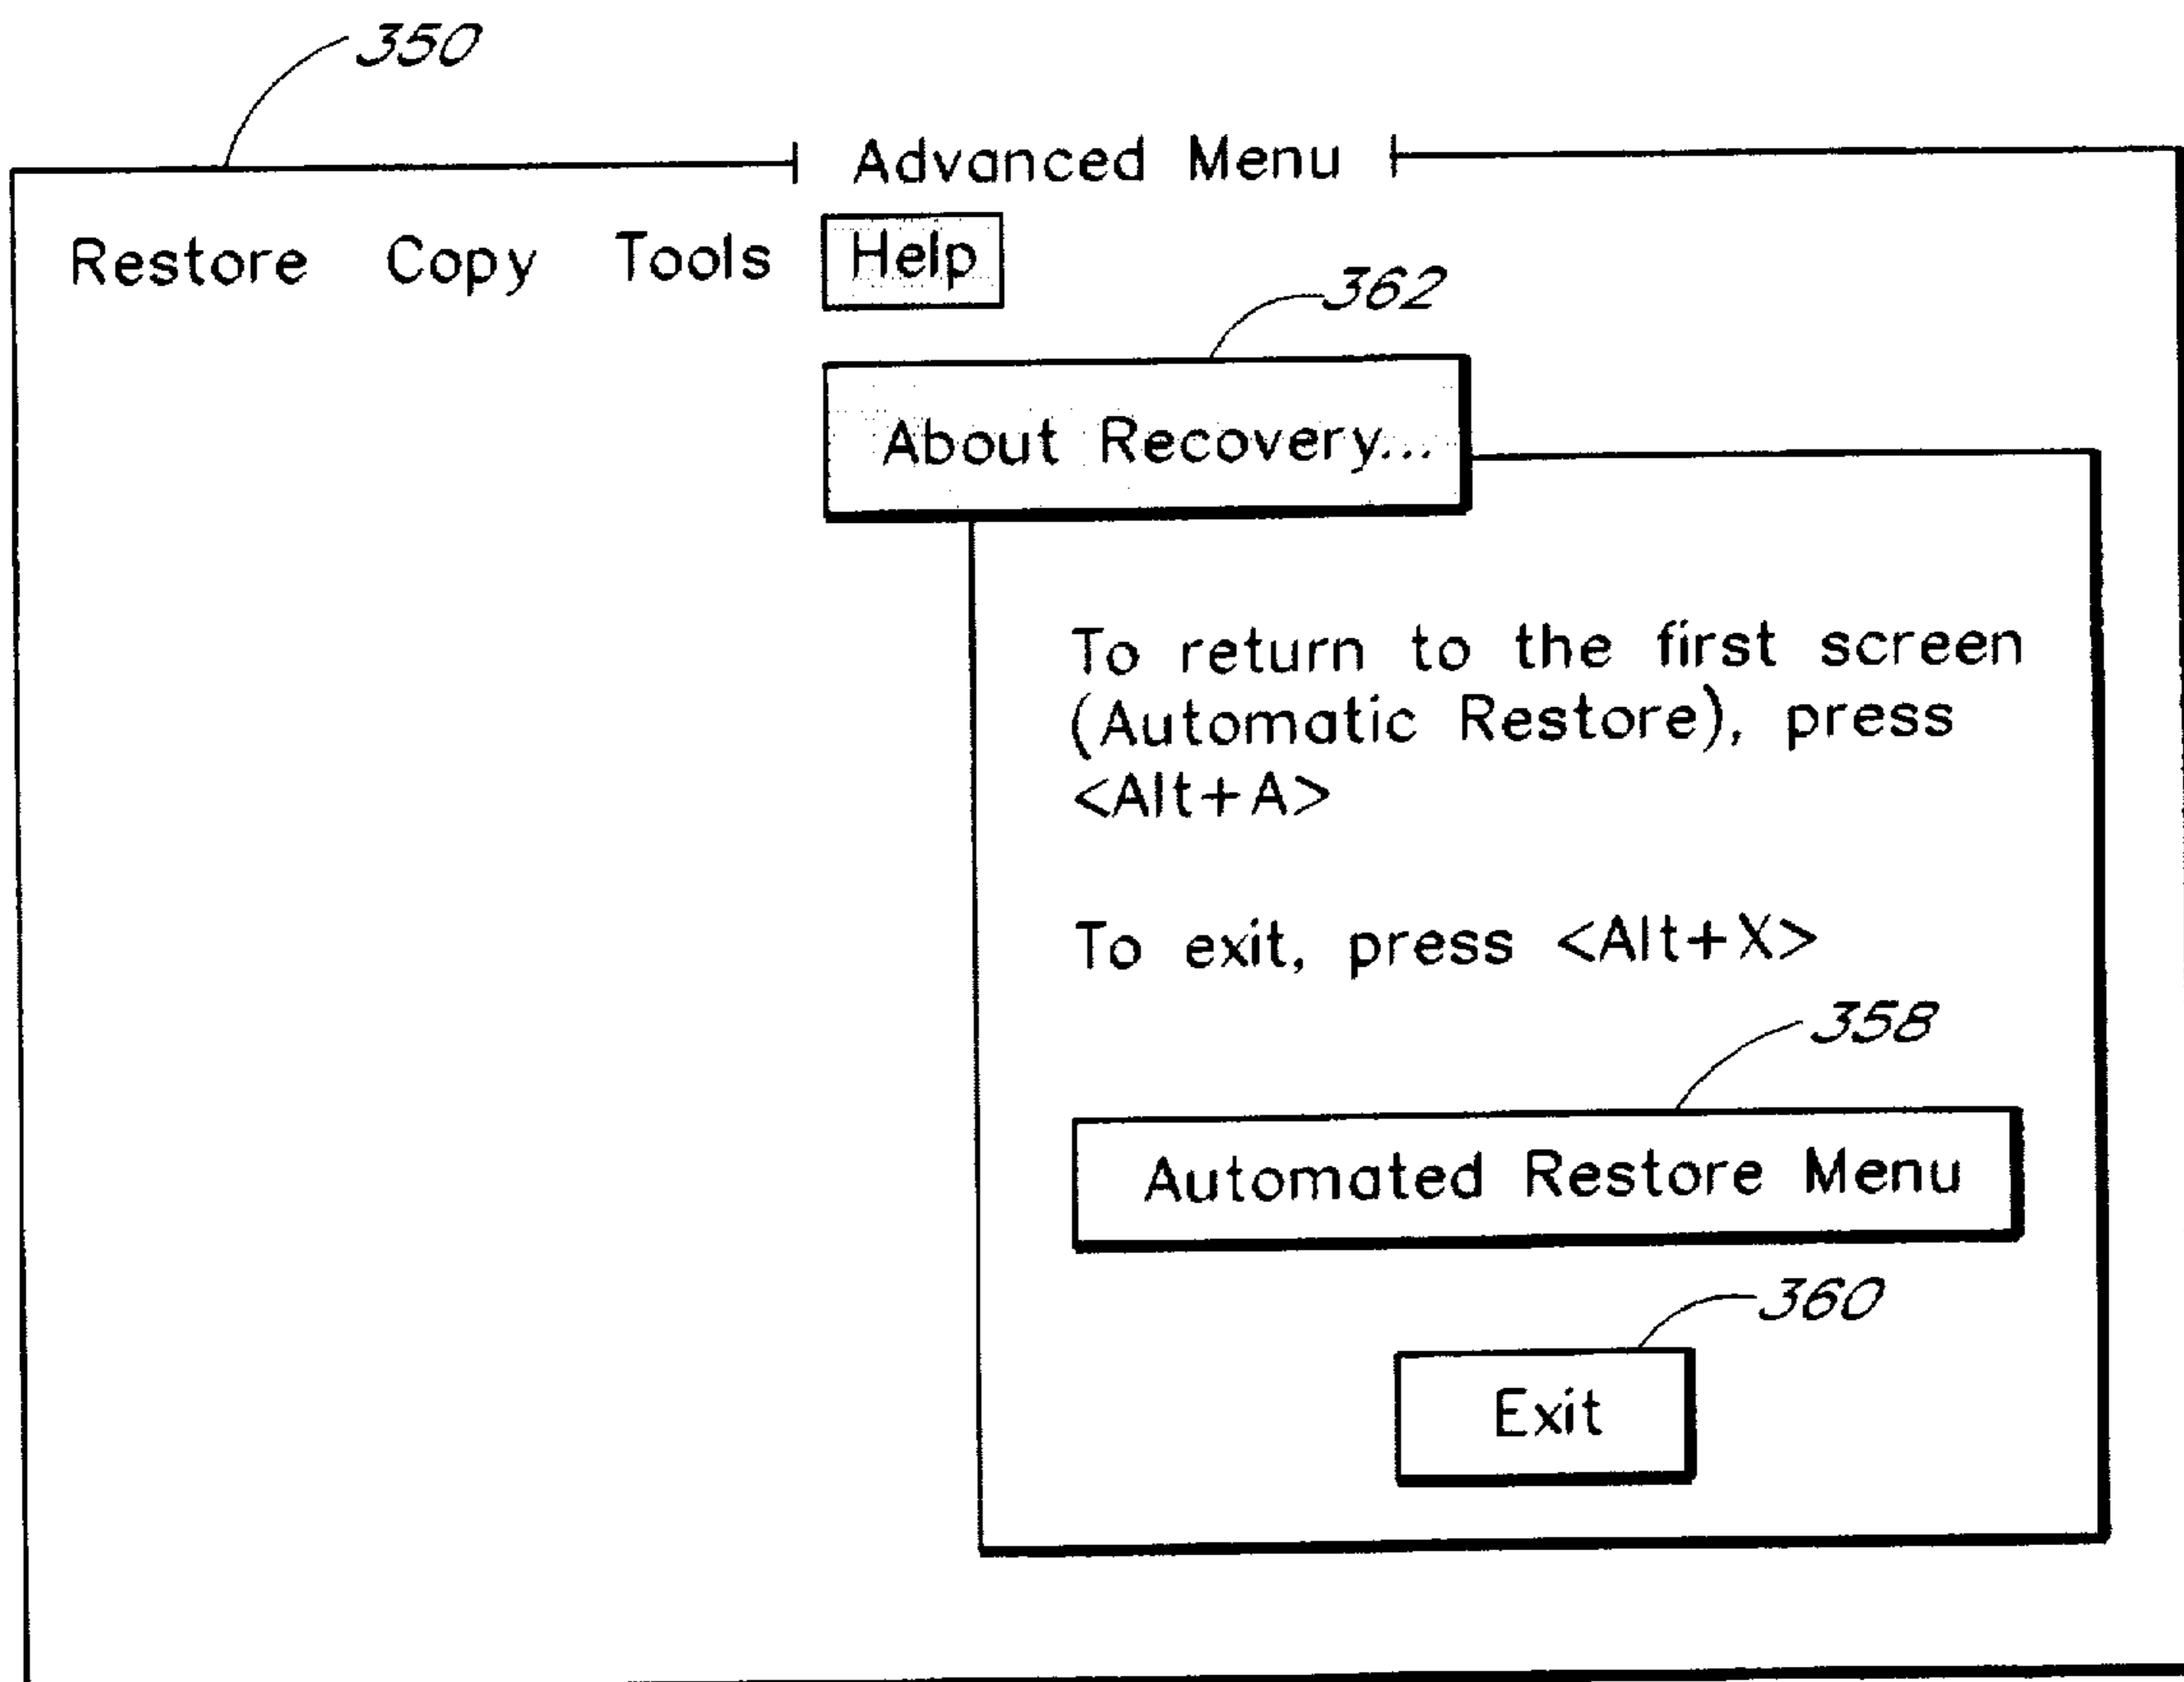 350
Advanced Menu
Restore Copy Tools Help
362
About Recovery...
To return to the first screen
(Automatic Restore), press
<Alt+A>
To exit, press <Alt+X>
358
Automated Restore Menu
360
Exit